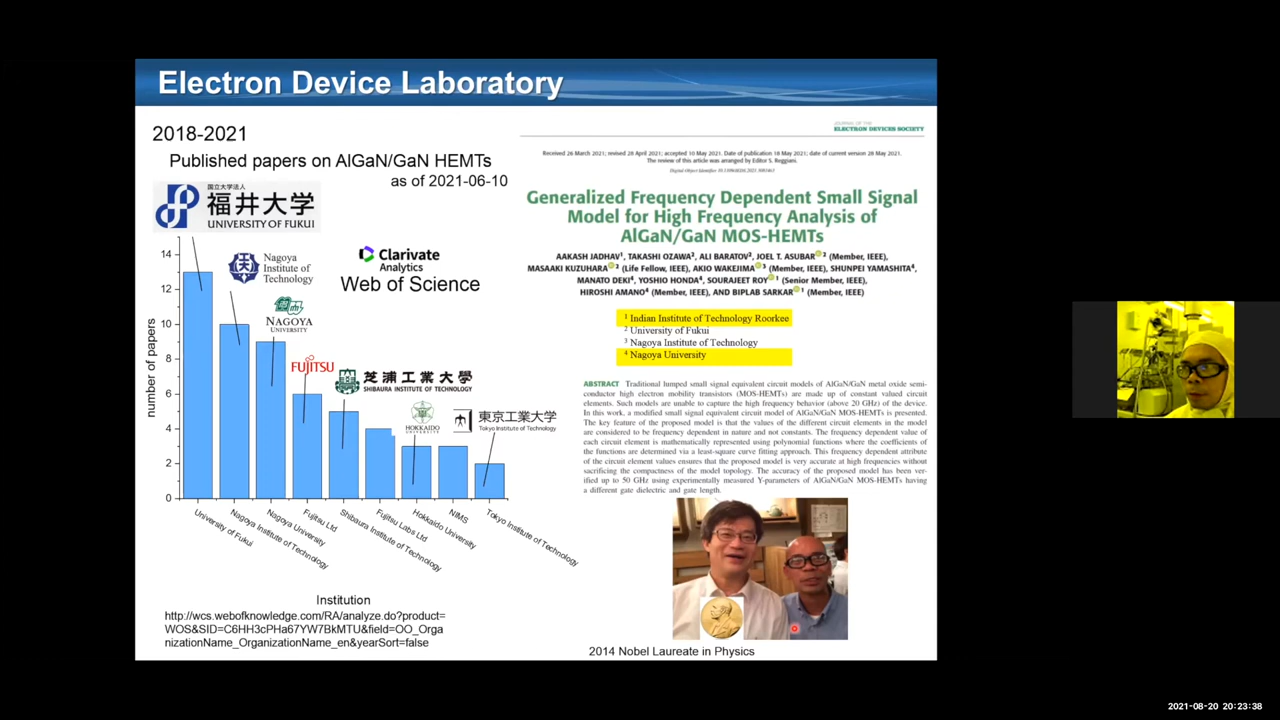 Electron Device Laboratory
2018-2021
Published papers on AlGaN/GaN HEMTs
as of 2021-06-10
国立大学法人
福井大学
UNIVERSITY OF FUKUI
Nagoya
Institute of
Technology
NAGOYA
UNIVERSITY
Clarivate
Analytics
Web of Science
FUJITSU
芝浦工業大学
SHIBAURA INSTITUTE OF TECHNOLOGY
HOKKAIDO
UNIVERSITY
東京工業大学
Tokyo Institute of Technology
number of papers
14
12
10
8
6
4
2
0
University of Fukui
Nagoya Institute of Technology
Nagoya University
Fujitsu Ltd
Shibaura Institute of Technology
Fujitsu Labs Ltd
Hokkaido University
NIMS
Tokyo Institute of Technology
Institution
http://wcs.webofknowledge.com/RA/analyze.do?product=
WOS&SID=C6HH3cPHa67YW7BkMTU&field=OO_Orga
nizationName_OrganizationName_en&yearSort=false
JOURNAL OF THE
ELECTRON DEVICES SOCIETY
Received 26 March 2021; revised 28 April 2021; accepted 10 May 2021. Date of publication 18 May 2021; date of current version 28 May 2021.
The review of this article was arranged by Editor S. Reggiani.
Digital Object Identifier
Generalized Frequency Dependent Small Signal
Model for High Frequency Analysis of
AlGaN/GaN MOS-HEMTs
AAKASH JADHAV1, TAKASHI OZAWA2, ALI BARATOV2, JOEL T. ASUBAR2 (Member, IEEE),
MASAAKI KUZUHARA2 (Life Fellow, IEEE), AKIO WAKEJIMA3 (Member, IEEE), SHUNPEI YAMASHITA4,
MANATO DEKI4, YOSHIO HONDA4, SOURAJEET ROY1 (Senior Member, IEEE),
HIROSHI AMANO4 (Member, IEEE), AND BIPLAB SARKAR1 (Member, IEEE)
1 Indian Institute of Technology Roorkee
2 University of Fukui
3 Nagoya Institute of Technology
4 Nagoya University
ABSTRACT Traditional lumped small signal equivalent circuit models of AlGaN/GaN metal oxide semi-
conductor high electron mobility transistors (MOS-HEMTs) are made up of constant valued circuit
elements. Such models are unable to capture the high frequency behavior (above 20 GHz) of the device.
In this work, a modified small signal equivalent circuit model of AlGaN/GaN MOS-HEMTs is presented.
The key feature of the proposed model is that the values of the different circuit elements in the model
are considered to be frequency dependent in nature and not constants. The frequency dependent value of
each circuit element is mathematically represented using polynomial functions where the coefficients of
the functions are determined via a least-square curve fitting approach. This frequency dependent attribute
of the circuit element values ensures that the proposed model is very accurate at high frequencies without
sacrificing the compactness of the model topology. The accuracy of the proposed model has been ver-
ified up to 50 GHz using experimentally measured Y-parameters of AlGaN/GaN MOS-HEMTs having
a different gate dielectric and gate length.
2014 Nobel Laureate in Physics
2021-08-20 20:23:38